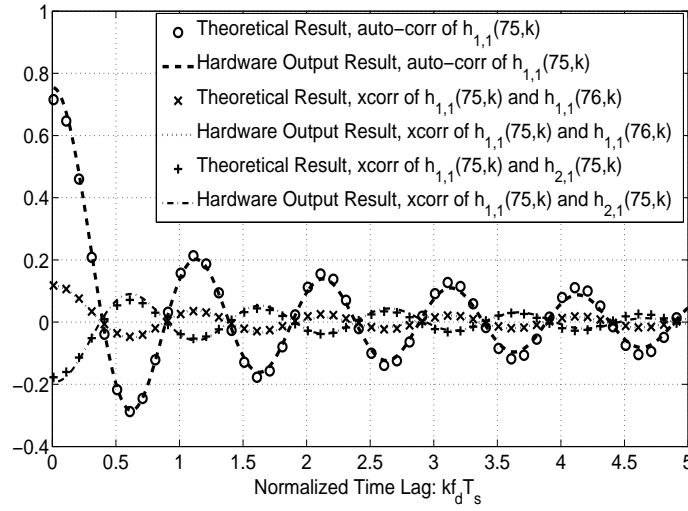 1
0.8
0.6
0.4
0.2
0
−0.2
−0.4
Theoretical Result, auto−corr of h1,1(75,k)
Hardware Output Result, auto−corr of h1,1(75,k)
Theoretical Result, xcorr of h1,1(75,k) and h1,1(76,k)
Hardware Output Result, xcorr of h1,1(75,k) and h1,1(76,k)
Theoretical Result, xcorr of h1,1(75,k) and h2,1(75,k)
Hardware Output Result, xcorr of h1,1(75,k) and h2,1(75,k)
0 0.5 1 1.5 2 2.5 3 3.5 4 4.5 5
Normalized Time Lag: kfdTs